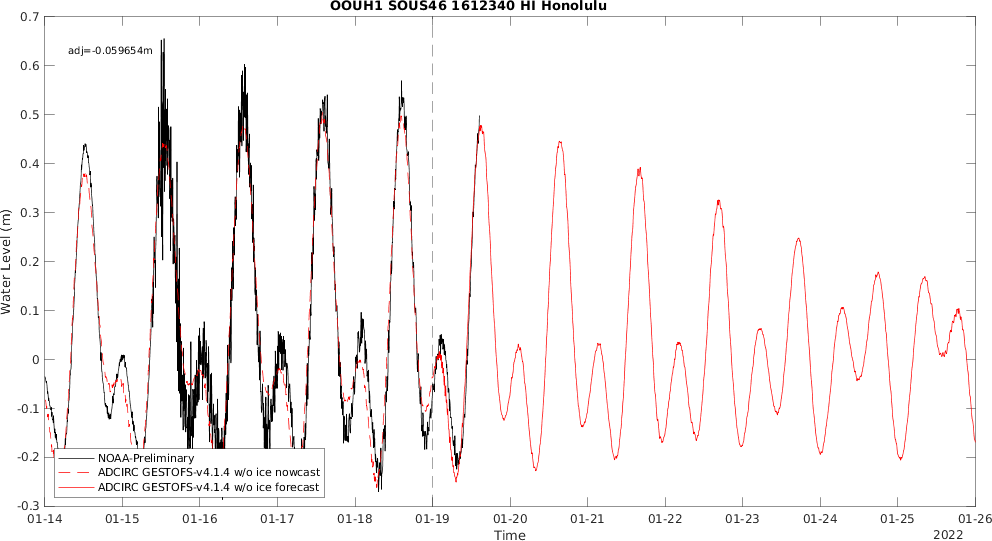 OOUH1 SOUS46 1612340 HI Honolulu
adj=-0.059654m
0.7
0.6
0.5
0.4
0.3
0.2
0.1
0
-0.1
-0.2
-0.3
Water Level (m)
NOAA-Preliminary
ADCIRC GESTOFS-v4.1.4 w/o ice nowcast
ADCIRC GESTOFS-v4.1.4 w/o ice forecast
01-14 01-15 01-16 01-17 01-18 01-19 01-20 01-21 01-22 01-23 01-24 01-25 01-26
Time
2022